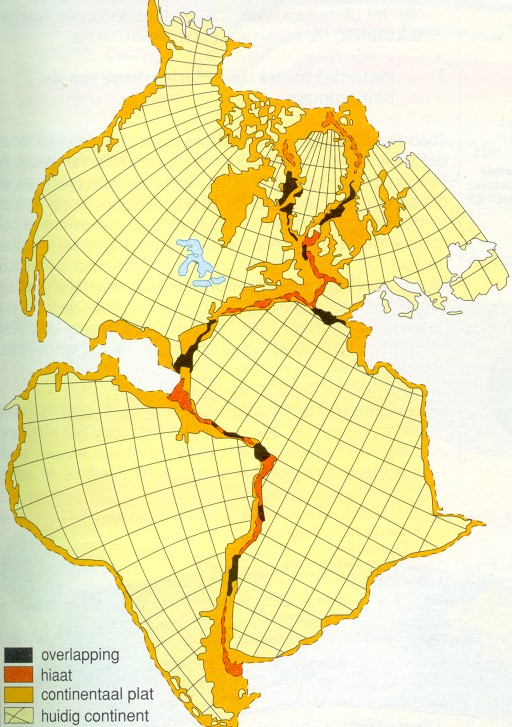 overlapping
hiaat
continentaal plat
huidig continent